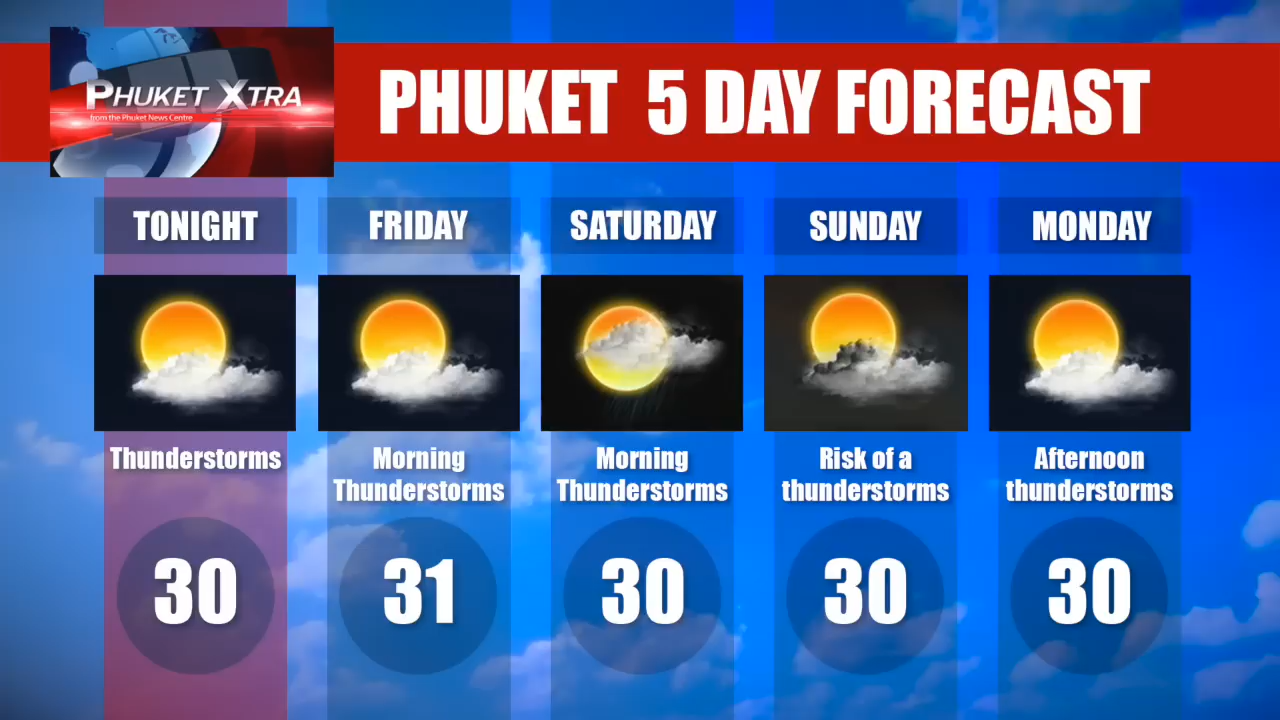 PHUKET XTRA
from the Phuket News Centre
PHUKET 5 DAY FORECAST
TONIGHT
FRIDAY
SATURDAY
SUNDAY
MONDAY
Thunderstorms
Morning
Thunderstorms
Morning
Thunderstorms
Risk of a
thunderstorms
Afternoon
thunderstorms
30
31
30
30
30